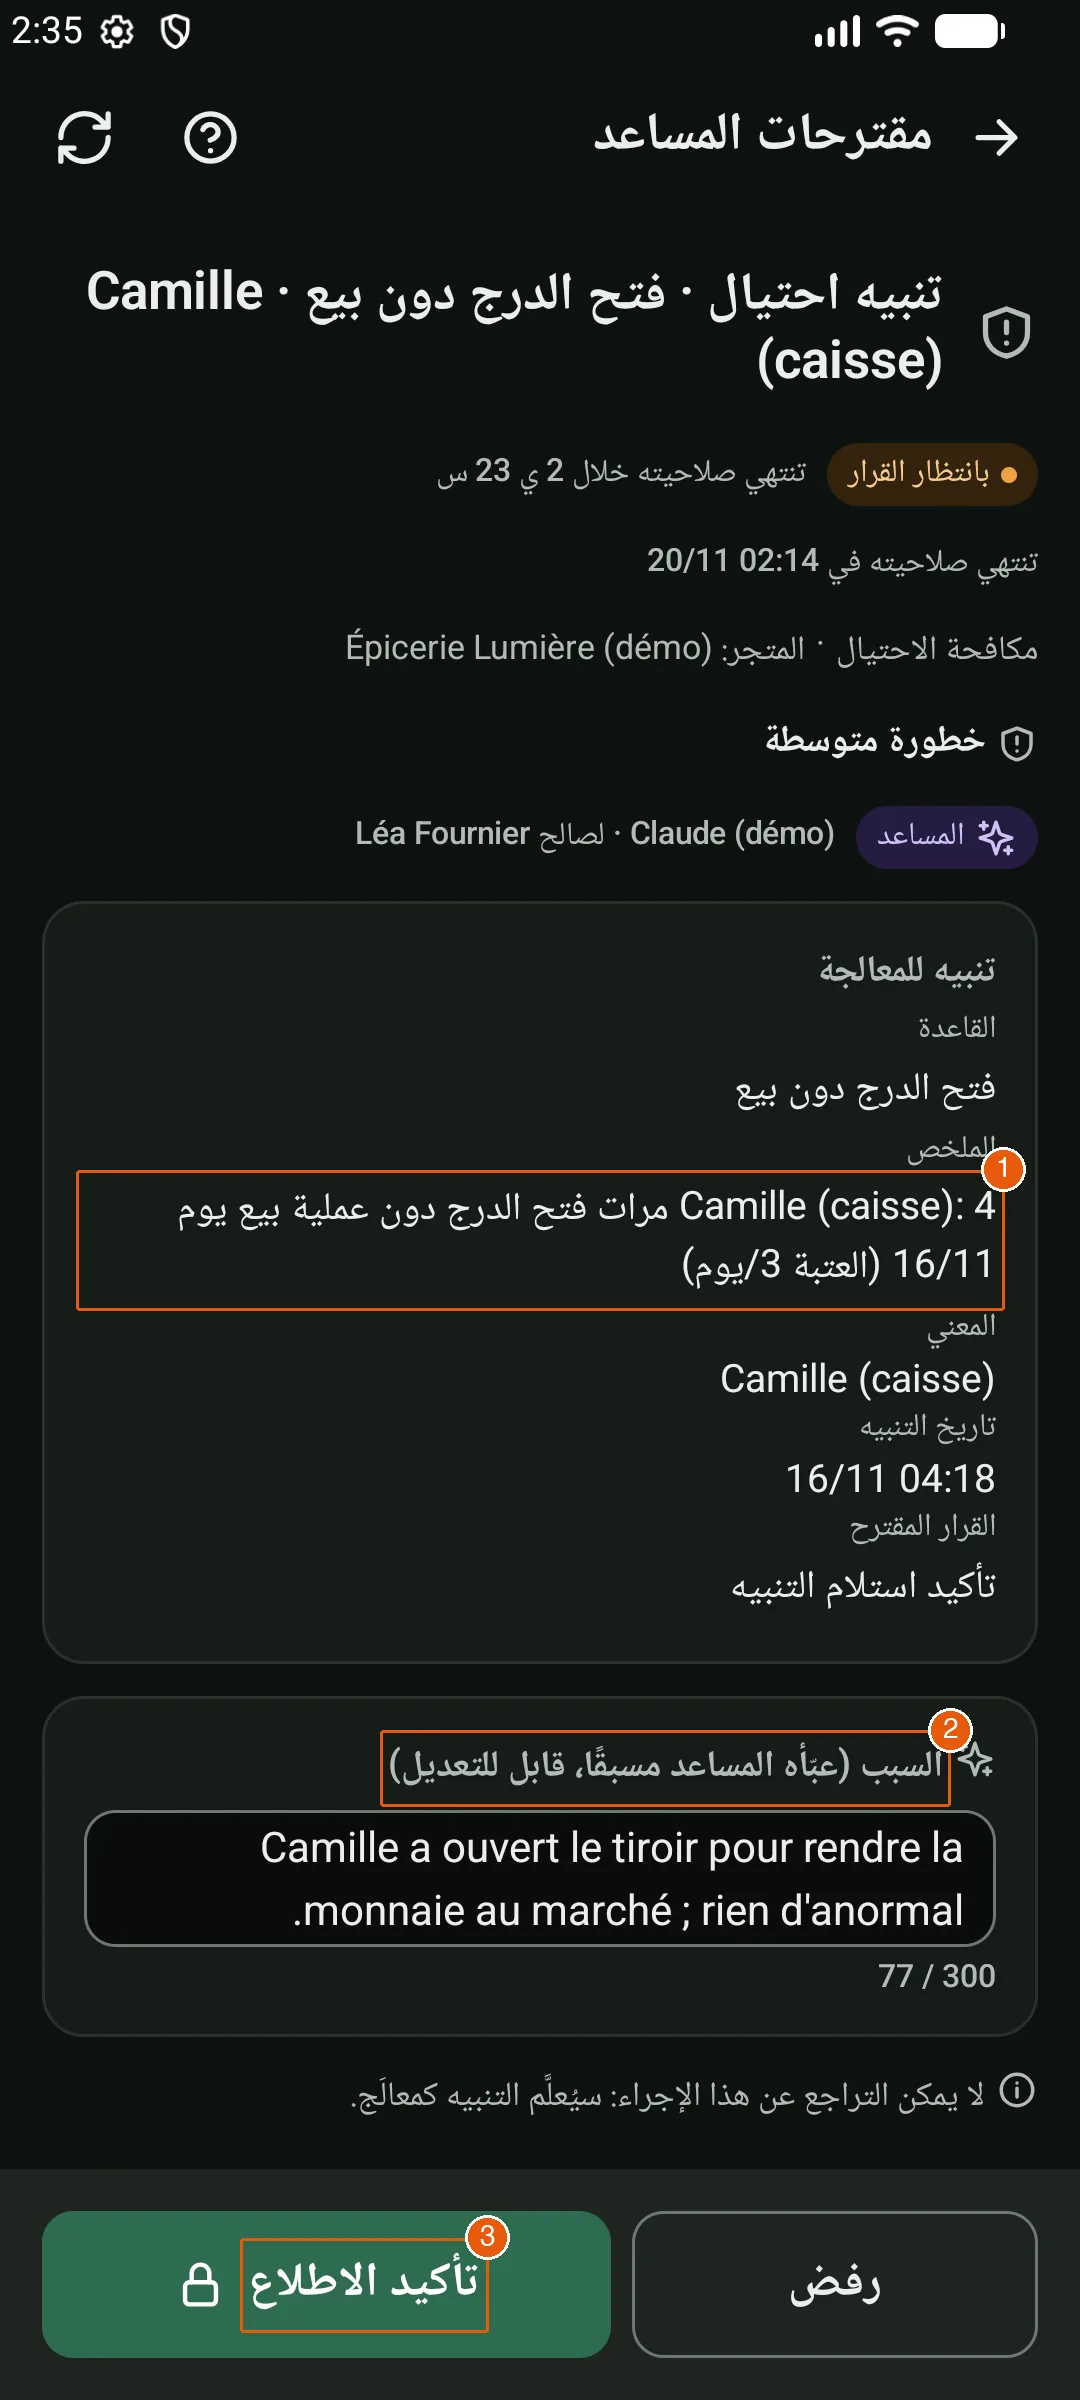 2:35
مقترحات المساعد
تنبيه احتيال · فتح الدرج دون بيع · Camille
(caisse)
بانتظار القرار
تنتهي صلاحيته خلال 2 ي 23 س
تنتهي صلاحيته في 02:14 20/11
مكافحة الاحتيال · المتجر: Épicerie Lumière (démo)
خطورة متوسطة
المساعد
Claude (démo) · لصالح Léa Fournier
تنبيه للمعالجة
القاعدة
فتح الدرج دون بيع
الملخص
1
Camille (caisse): 4 مرات فتح الدرج دون عملية بيع يوم
16/11 (العتبة 3/يوم)
المعني
Camille (caisse)
تاريخ التنبيه
16/11 04:18
القرار المقترح
تأكيد استلام التنبيه
2
السبب (عبّأه المساعد مسبقًا، قابل للتعديل)
Camille a ouvert le tiroir pour rendre la
monnaie au marché ; rien d'anormal.
77 / 300
لا يمكن التراجع عن هذا الإجراء: سيُعلَّم التنبيه كمعالَج.
رفض
3
تأكيد الاطلاع